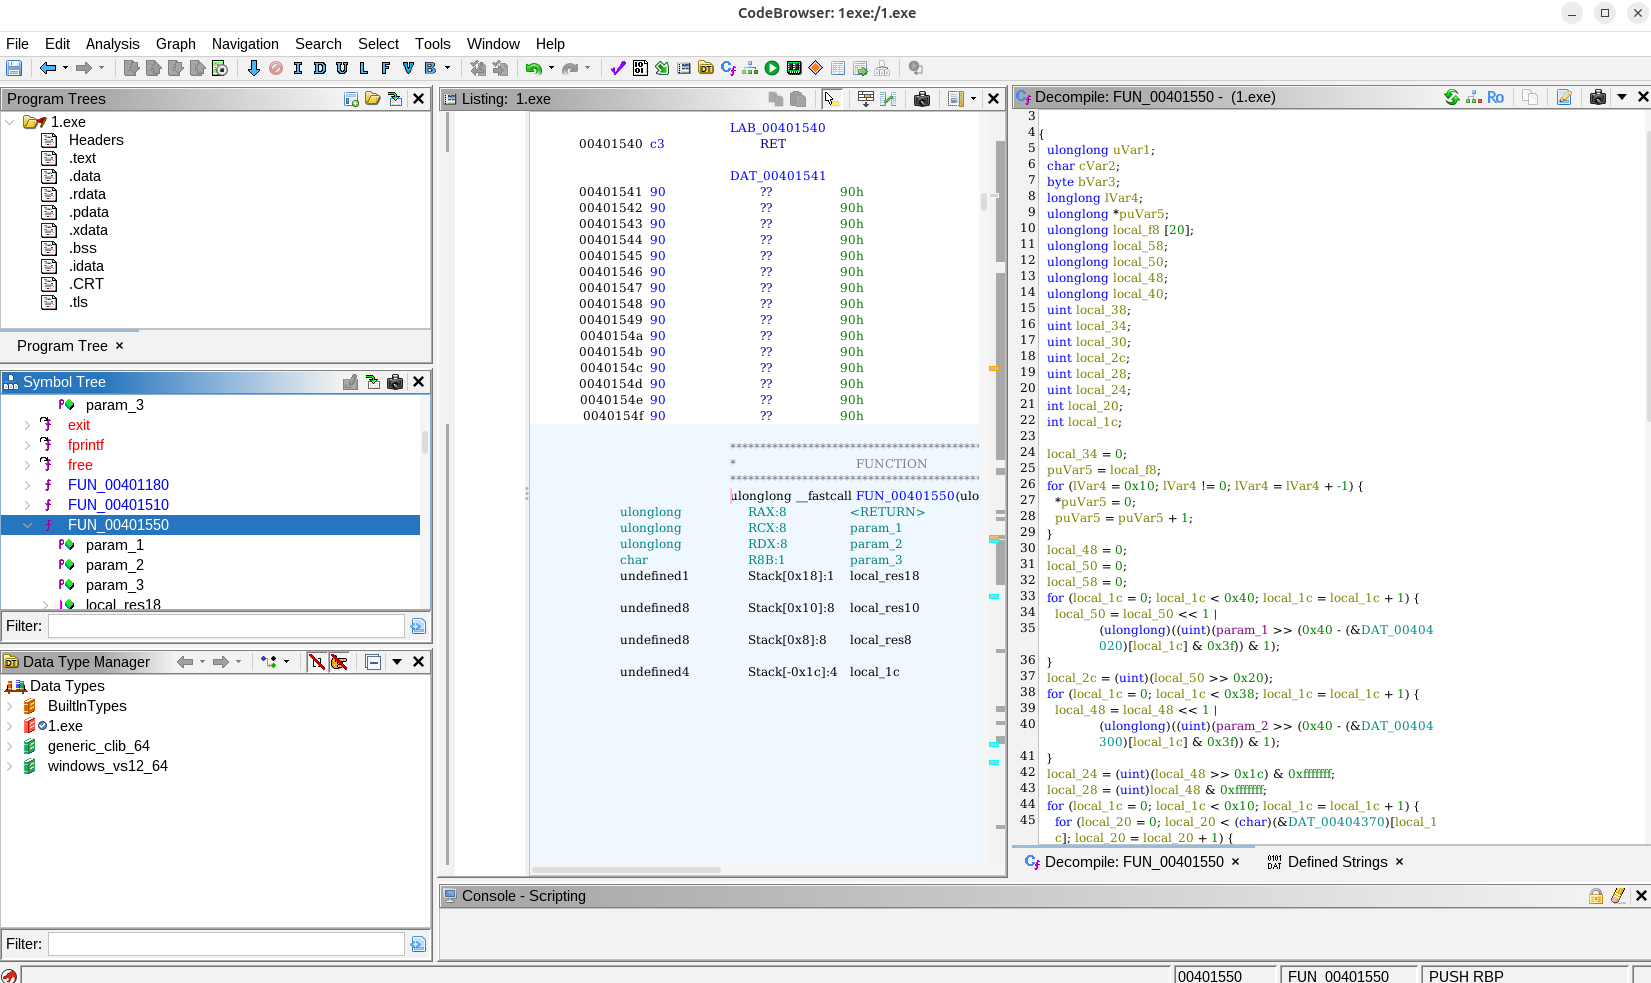 CodeBrowser: 1exe:/1.exe
File Edit Analysis Graph Navigation Search Select Tools Window Help
I D U L F V B
Program Trees
1.exe
Headers
.text
.data
.rdata
.pdata
.xdata
.bss
.idata
.CRT
.tls
Program Tree ×
Symbol Tree
param_3
exit
fprintf
free
FUN_00401180
FUN_00401510
FUN_00401550
param_1
param_2
param_3
local_res18
Filter:
Data Type Manager
Data Types
BuiltInTypes
1.exe
generic_clib_64
windows_vs12_64
Filter:
Listing: 1.exe
LAB_00401540
00401540 c3 RET
DAT_00401541
00401541 90 ?? 90h
00401542 90 ?? 90h
00401543 90 ?? 90h
00401544 90 ?? 90h
00401545 90 ?? 90h
00401546 90 ?? 90h
00401547 90 ?? 90h
00401548 90 ?? 90h
00401549 90 ?? 90h
0040154a 90 ?? 90h
0040154b 90 ?? 90h
0040154c 90 ?? 90h
0040154d 90 ?? 90h
0040154e 90 ?? 90h
0040154f 90 ?? 90h
******************************************
* FUNCTION
******************************************
ulonglong __fastcall FUN_00401550(ulo
ulonglong RAX:8 <RETURN>
ulonglong RCX:8 param_1
ulonglong RDX:8 param_2
char R8B:1 param_3
undefined1 Stack[0x18]:1 local_res18
undefined8 Stack[0x10]:8 local_res10
undefined8 Stack[0x8]:8 local_res8
undefined4 Stack[-0x1c]:4 local_1c
Decompile: FUN_00401550 - (1.exe)
Ro
3
4 {
5 ulonglong uVar1;
6 char cVar2;
7 byte bVar3;
8 longlong lVar4;
9 ulonglong *puVar5;
10 ulonglong local_f8 [20];
11 ulonglong local_58;
12 ulonglong local_50;
13 ulonglong local_48;
14 ulonglong local_40;
15 uint local_38;
16 uint local_34;
17 uint local_30;
18 uint local_2c;
19 uint local_28;
20 uint local_24;
21 int local_20;
22 int local_1c;
23
24 local_34 = 0;
25 puVar5 = local_f8;
26 for (lVar4 = 0x10; lVar4 != 0; lVar4 = lVar4 + -1) {
27 *puVar5 = 0;
28 puVar5 = puVar5 + 1;
29 }
30 local_48 = 0;
31 local_50 = 0;
32 local_58 = 0;
33 for (local_1c = 0; local_1c < 0x40; local_1c = local_1c + 1) {
34 local_50 = local_50 << 1 |
35 (ulonglong)((uint)(param_1 >> (0x40 - (&DAT_00404
020)[local_1c] & 0x3f)) & 1);
36 }
37 local_2c = (uint)(local_50 >> 0x20);
38 for (local_1c = 0; local_1c < 0x38; local_1c = local_1c + 1) {
39 local_48 = local_48 << 1 |
40 (ulonglong)((uint)(param_2 >> (0x40 - (&DAT_00404
300)[local_1c] & 0x3f)) & 1);
41 }
42 local_24 = (uint)(local_48 >> 0x1c) & 0xfffffff;
43 local_28 = (uint)local_48 & 0xfffffff;
44 for (local_1c = 0; local_1c < 0x10; local_1c = local_1c + 1) {
45 for (local_20 = 0; local_20 < (char)(&DAT_00404370)[local_1
c]; local_20 = local_20 + 1) {
Decompile: FUN_00401550 × Defined Strings ×
Console - Scripting
00401550 FUN_00401550 PUSH RBP